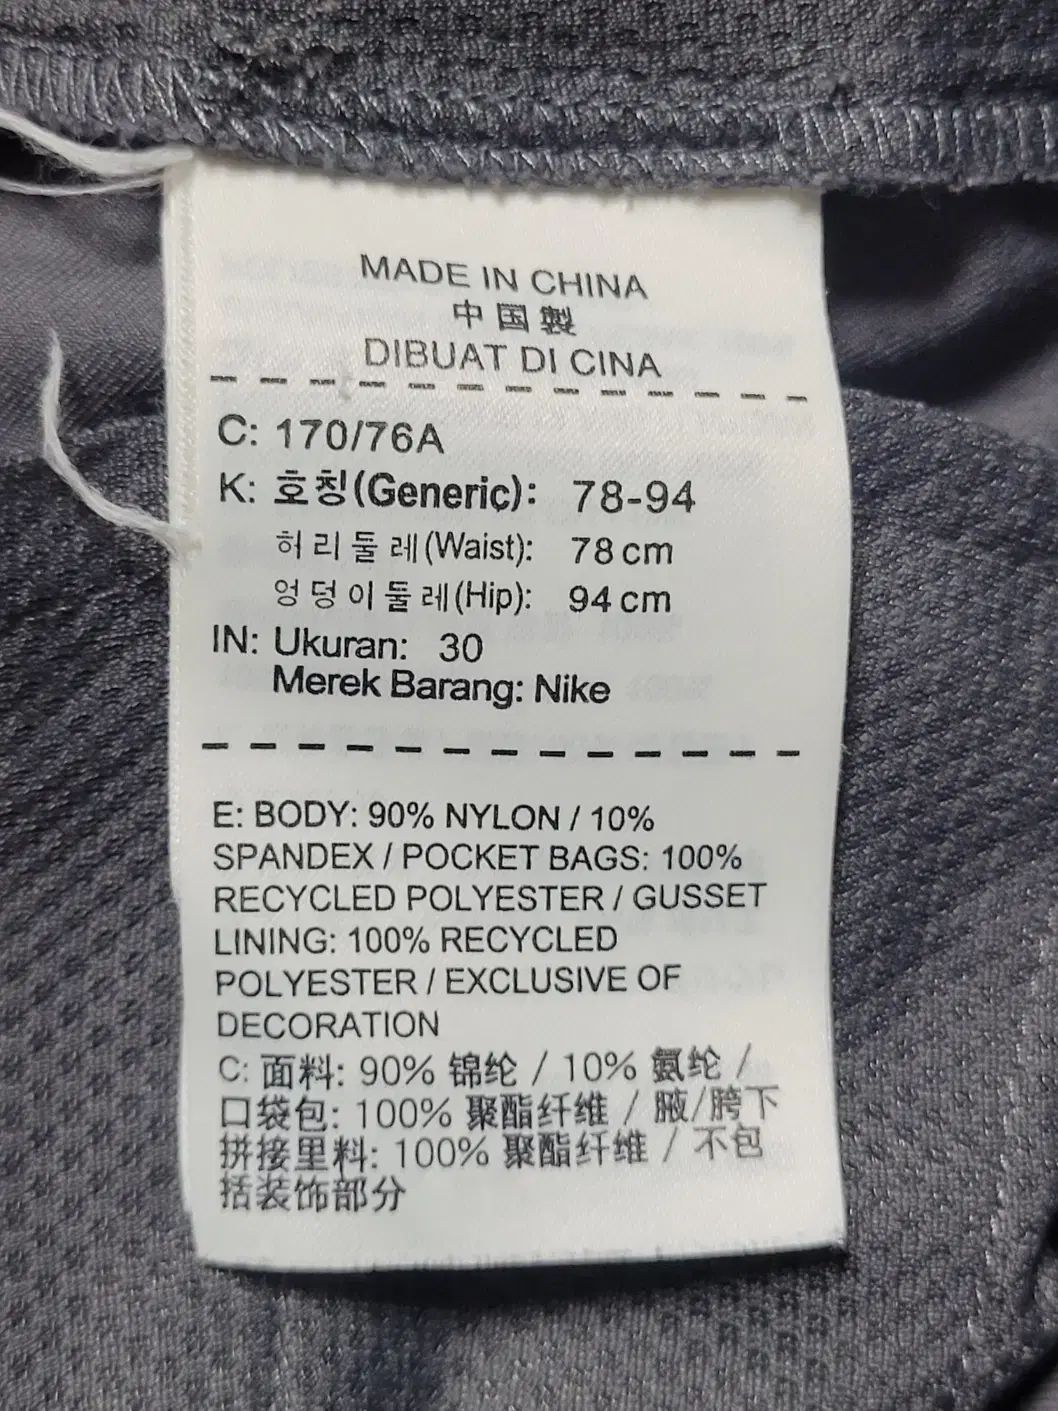 MADE IN CHINA
中国製
DIBUAT DI CINA
C: 170/76A
K: 호칭(Generic): 78-94
허리둘레(Waist): 78 cm
엉덩이둘레(Hip): 94 cm
IN: Ukuran: 30
Merek Barang: Nike
E: BODY: 90% NYLON / 10%
SPANDEX / POCKET BAGS: 100%
RECYCLED POLYESTER / GUSSET
LINING: 100% RECYCLED
POLYESTER / EXCLUSIVE OF
DECORATION
C: 面料: 90% 锦纶 / 10% 氨纶 /
口袋包: 100% 聚酯纤维 / 腋/胯下
拼接里料: 100% 聚酯纤维 / 不包
括装饰部分